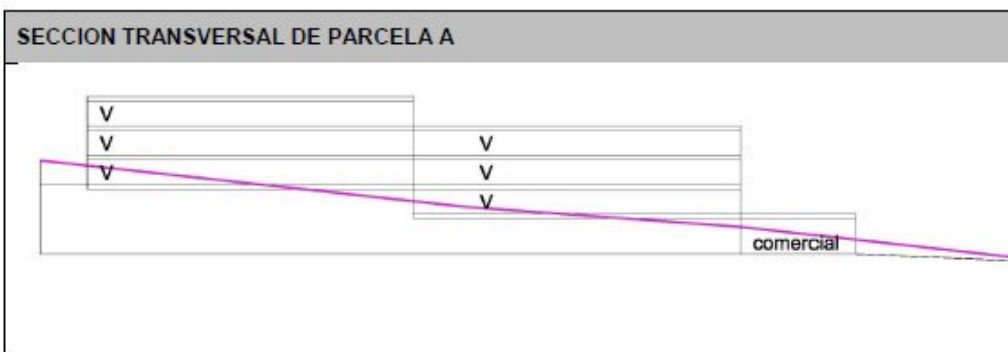 SECCION TRANSVERSAL DE PARCELA A
V
V V
V V
V
comercial